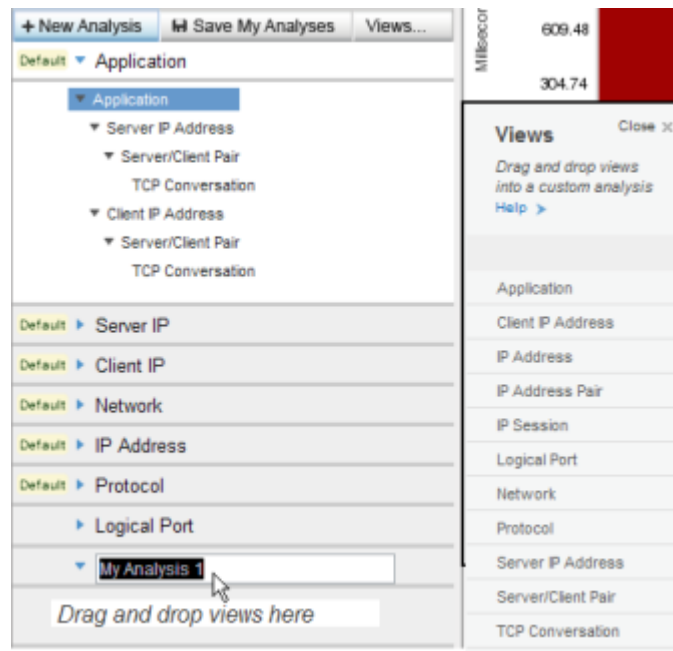 + New Analysis Save My Analyses Views...
Default Application
Application
Server IP Address
Server/Client Pair
TCP Conversation
Client IP Address
Server/Client Pair
TCP Conversation
Default Server IP
Default Client IP
Default Network
Default IP Address
Default Protocol
Logical Port
My Analysis 1
Drag and drop views here
609.48
304.74
Views Close
Drag and drop views
into a custom analysis
Help >
Application
Client IP Address
IP Address
IP Address Pair
IP Session
Logical Port
Network
Protocol
Server IP Address
Server/Client Pair
TCP Conversation